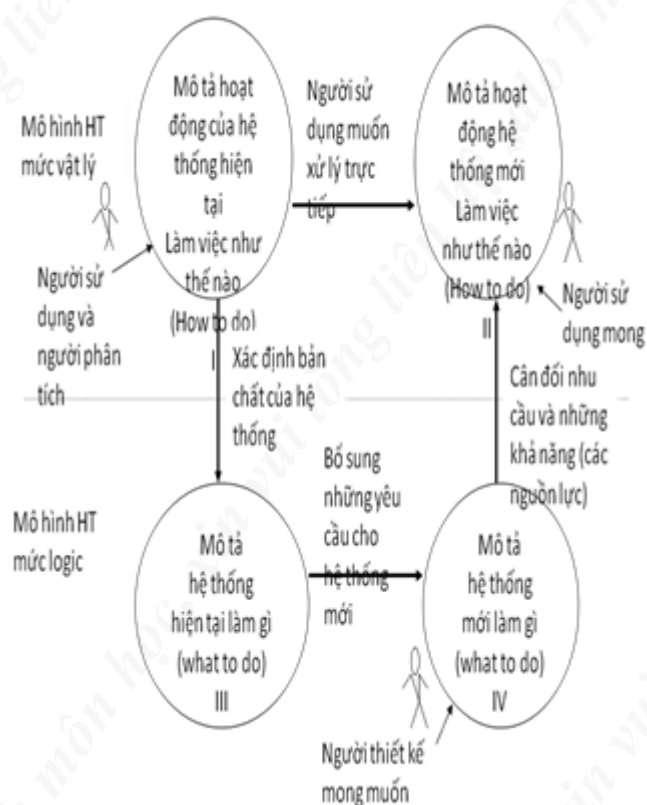 Mô hình HT
mức vật lý
Mô tả hoạt
động của hệ
thống hiện
tại
Làm việc như
thế nào
(How to do)
I
Người sử
dụng muốn
xử lý trực
tiếp
Mô tả hoạt
động hệ
thống mới
Làm việc
như thế nào
(How to do)
II
Người sử
dụng và
người phân
tích
Người sử
dụng mong
Xác định bản
chất của hệ
thống
Cân đối nhu
cầu và những
khả năng (các
nguồn lực)
Mô hình HT
mức logic
Mô tả
hệ thống
hiện tại làm gì
(what to do)
III
Bổ sung
những yêu
cầu cho
hệ thống
mới
Mô tả
hệ thống
mới làm gì
(what to do)
IV
Người thiết kế
mong muốn